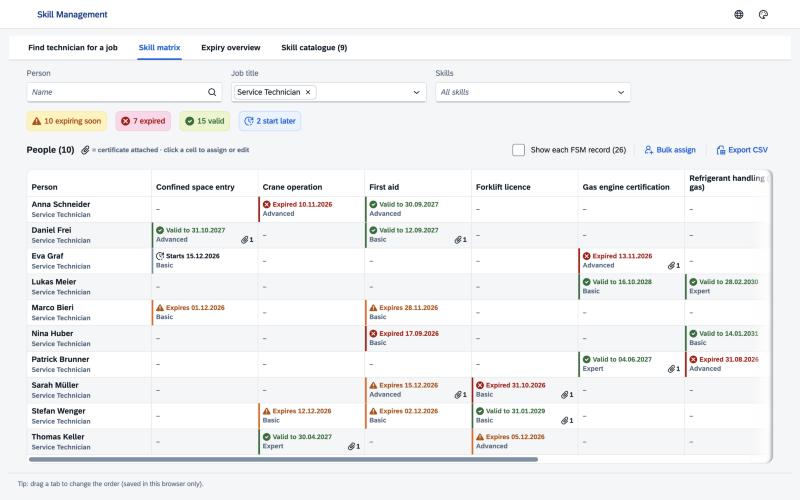 Skill Management
Find technician for a job Skill matrix Expiry overview Skill catalogue (9)
Person Job title Skills
Name Service Technician All skills
10 expiring soon 7 expired 15 valid 2 start later
People (10) = certificate attached · click a cell to assign or edit Show each FSM record (26) Bulk assign Export CSV
Person Confined space entry Crane operation First aid Forklift licence Gas engine certification Refrigerant handling gas)
Anna Schneider – Expired 10.11.2026 Valid to 30.09.2027 – – –
Service Technician Advanced Advanced
Daniel Frei Valid to 31.10.2027 – Valid to 12.09.2027 – – –
Service Technician Advanced 1 Basic 1
Eva Graf Starts 15.12.2026 – – – Expired 13.11.2026 –
Service Technician Basic Advanced 1
Lukas Meier – – – – Valid to 16.10.2028 Valid to 28.02.2030
Service Technician Basic Expert
Marco Bieri Expires 01.12.2026 – Expires 28.11.2026 – – –
Service Technician Basic Basic
Nina Huber – – Expired 17.09.2026 – – Valid to 14.01.2031
Service Technician Basic Basic
Patrick Brunner – – – – Valid to 04.06.2027 Expired 31.08.2026
Service Technician Expert 1 Advanced
Sarah Müller – – Expires 15.12.2026 Expired 31.10.2026 – –
Service Technician Advanced 1 Basic 1
Stefan Wenger – Expires 12.12.2026 Expires 02.12.2026 Valid to 31.01.2029 – –
Service Technician Basic Basic Basic 1
Thomas Keller – Valid to 30.04.2027 – Expires 05.12.2026 – –
Service Technician Expert 1 Advanced
Tip: drag a tab to change the order (saved in this browser only).